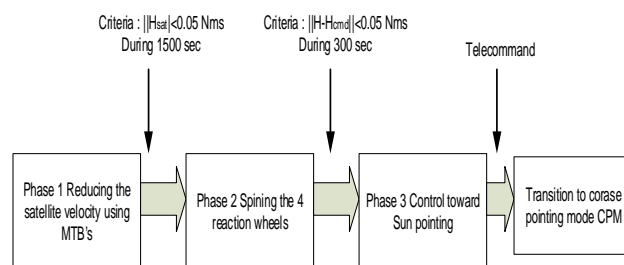 Criteria : ||Hsat|<0.05 Nms
During 1500 sec
Criteria : ||H-Hcmd||<0.05 Nms
During 300 sec
Telecommand
Phase 1 Reducing the
satellite velocity using
MTB's
Phase 2 Spining the 4
reaction wheels
Phase 3 Control toward
Sun pointing
Transition to corase
pointing mode CPM